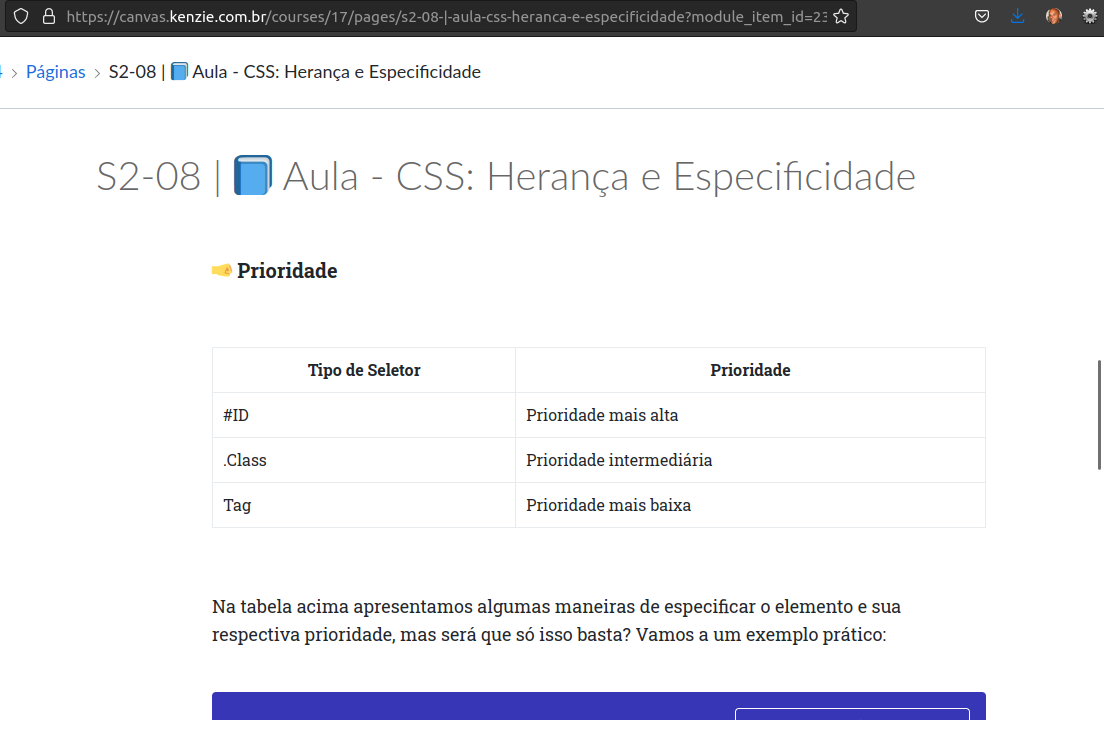 https://canvas.kenzie.com.br/courses/17/pages/s2-08-|-aula-css-heranca-e-especificidade?module_item_id=23
Páginas > S2-08 | 📘 Aula - CSS: Herança e Especificidade
S2-08 | 📘 Aula - CSS: Herança e Especificidade
🤜 Prioridade
Tipo de Seletor Prioridade
#ID Prioridade mais alta
.Class Prioridade intermediária
Tag Prioridade mais baixa
Na tabela acima apresentamos algumas maneiras de especificar o elemento e sua
respectiva prioridade, mas será que só isso basta? Vamos a um exemplo prático: